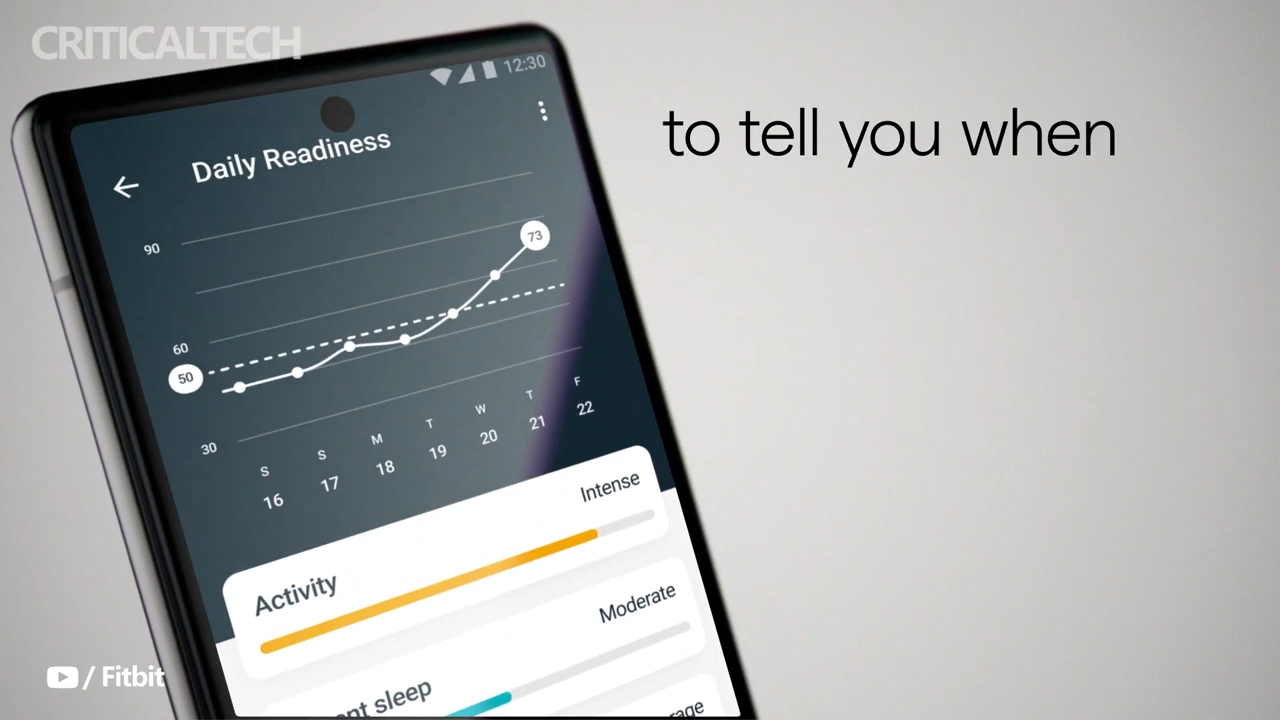 CRITICALTECH
12:30
to tell you when
Daily Readiness
90
73
60
50
30
S S M T W T F
16 17 18 19 20 21 22
Intense
Activity
Moderate
sleep
/ Fitbit